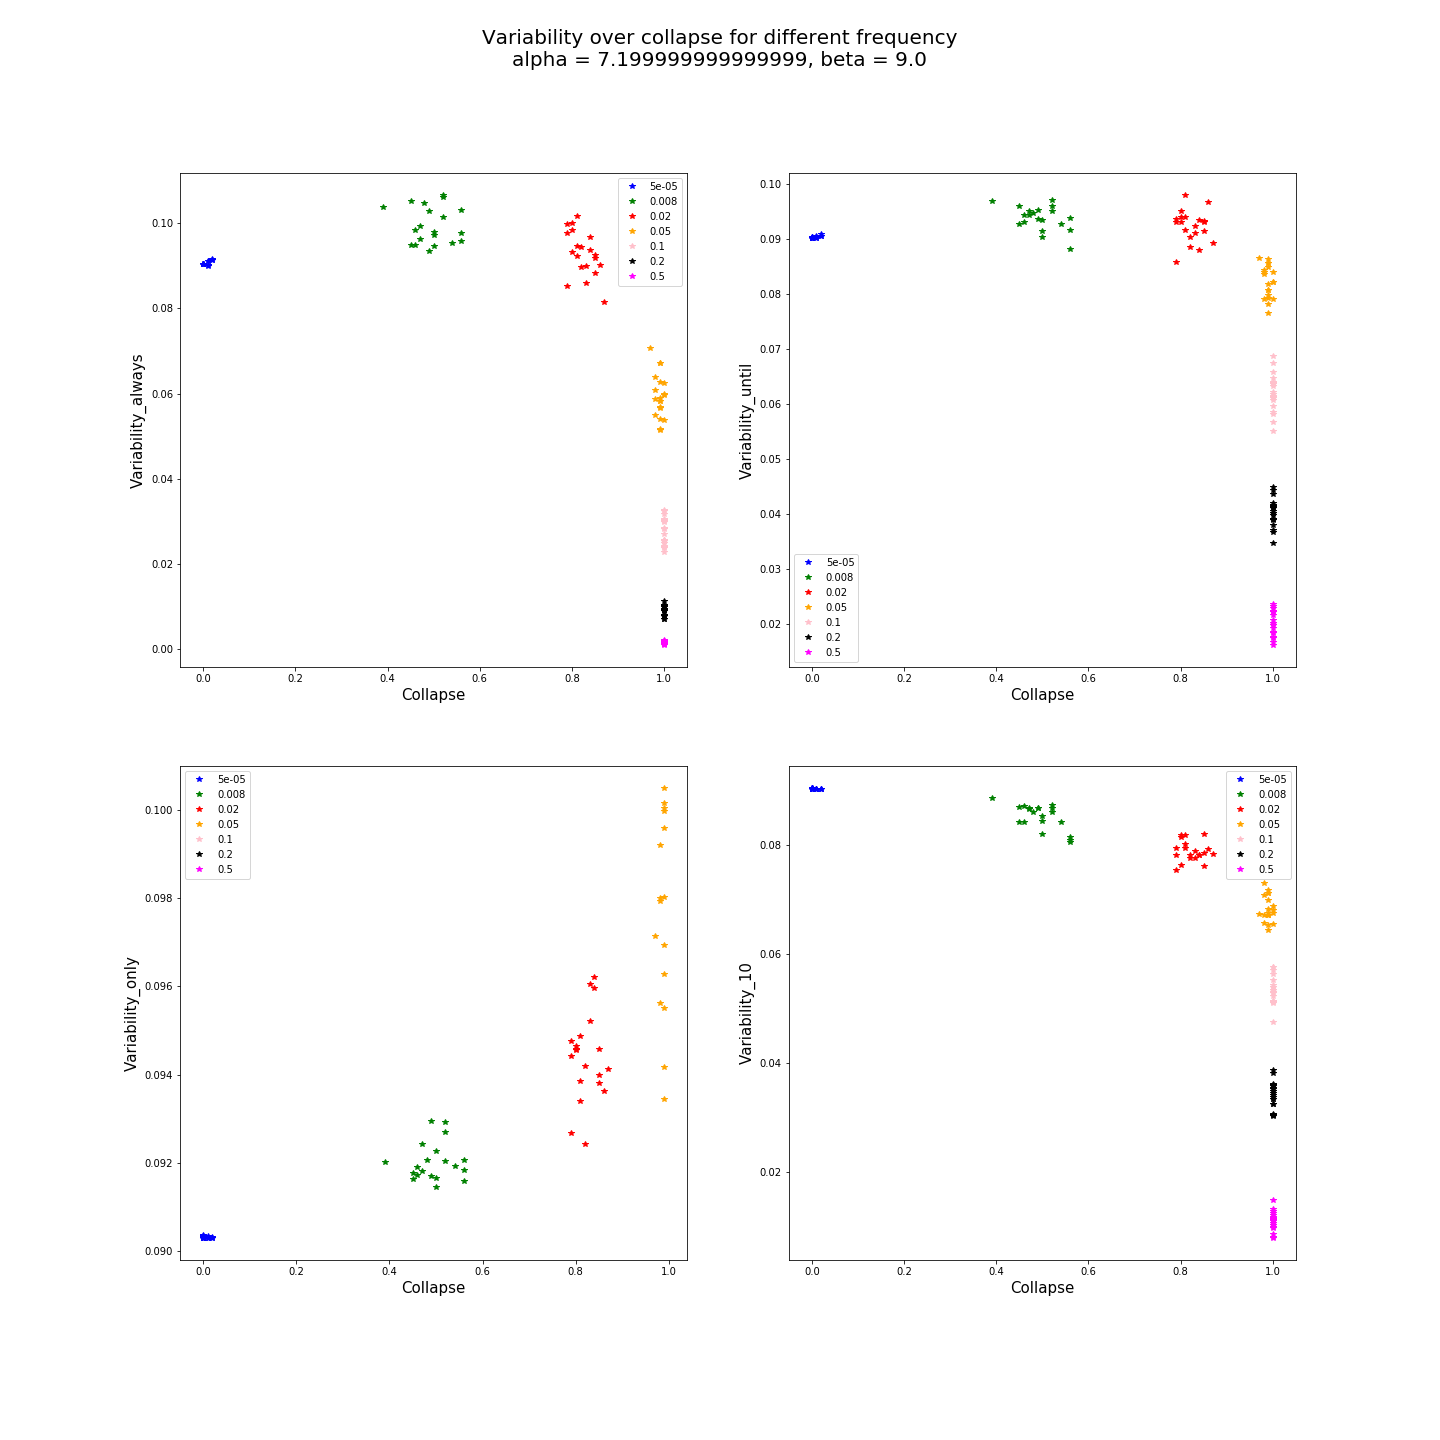 Variability over collapse for different frequency
alpha = 7.199999999999999, beta = 9.0
Variability_always
0.10
0.08
0.06
0.04
0.02
0.00
0.0 0.2 0.4 0.6 0.8 1.0
Collapse
5e-05
0.008
0.02
0.05
0.1
0.2
0.5
Variability_until
0.10
0.09
0.08
0.07
0.06
0.05
0.04
0.03
0.02
0.0 0.2 0.4 0.6 0.8 1.0
Collapse
5e-05
0.008
0.02
0.05
0.1
0.2
0.5
Variability_only
0.100
0.098
0.096
0.094
0.092
0.090
0.0 0.2 0.4 0.6 0.8 1.0
Collapse
5e-05
0.008
0.02
0.05
0.1
0.2
0.5
Variability_10
0.08
0.06
0.04
0.02
0.0 0.2 0.4 0.6 0.8 1.0
Collapse
5e-05
0.008
0.02
0.05
0.1
0.2
0.5